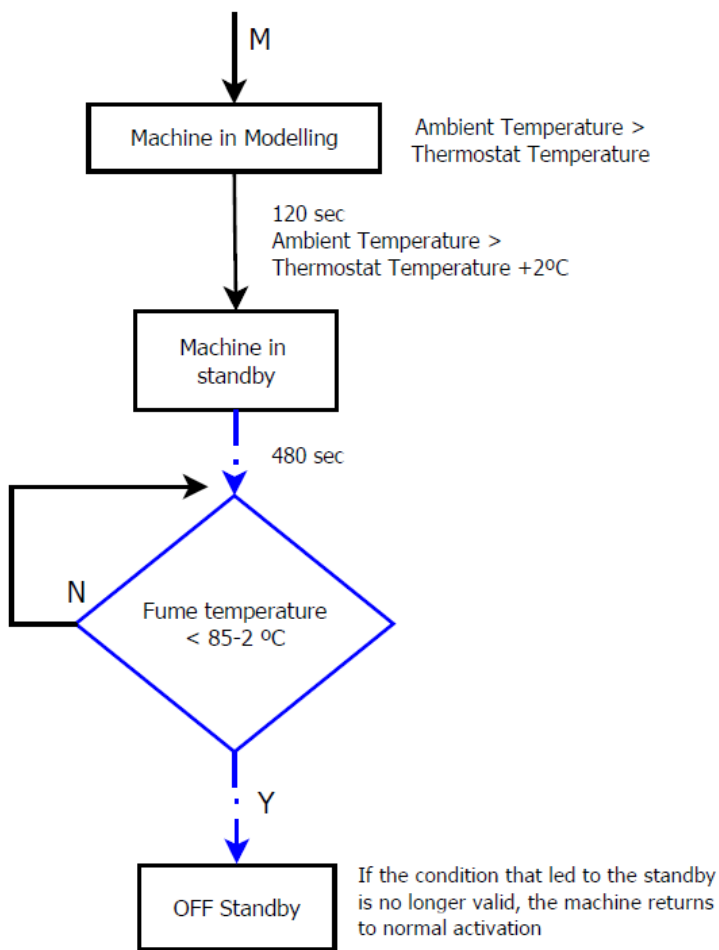 M
Machine in Modelling
Ambient Temperature >
Thermostat Temperature
120 sec
Ambient Temperature >
Thermostat Temperature +2ºC
Machine in
standby
480 sec
N
Fume temperature
< 85-2 ºC
Y
OFF Standby
If the condition that led to the standby
is no longer valid, the machine returns
to normal activation